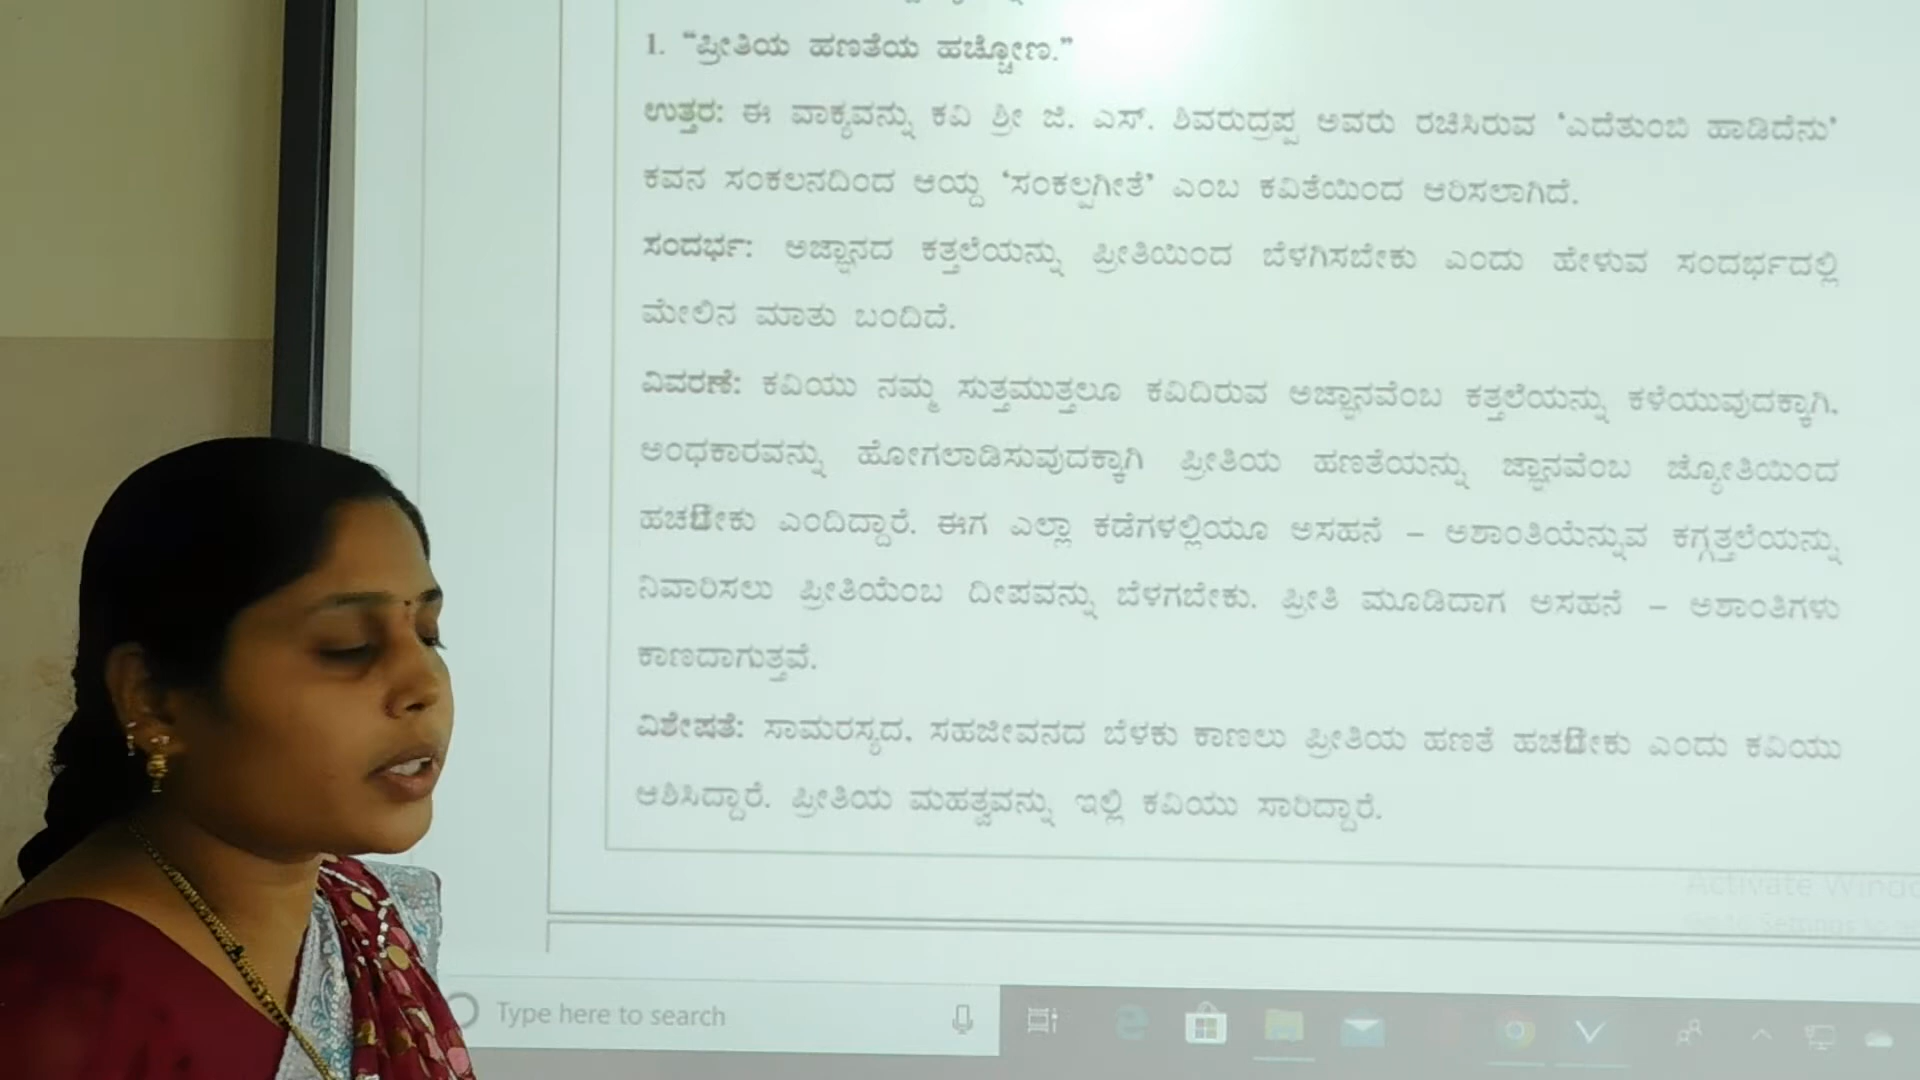 1. “ಪ್ರೀತಿಯ ಹಣತೆಯ ಹಚ್ಚೋಣ.”
ಉತ್ತರ: ಈ ವಾಕ್ಯವನ್ನು ಕವಿ ಶ್ರೀ ಜಿ. ಎಸ್. ಶಿವರುದ್ರಪ್ಪ ಅವರು ರಚಿಸಿರುವ ‘ಎದೆತುಂಬಿ ಹಾಡಿದೆನು’
ಕವನ ಸಂಕಲನದಿಂದ ಆಯ್ದ ‘ಸಂಕಲ್ಪಗೀತೆ’ ಎಂಬ ಕವಿತೆಯಿಂದ ಆರಿಸಲಾಗಿದೆ.
ಸಂದರ್ಭ: ಅಜ್ಞಾನದ ಕತ್ತಲೆಯನ್ನು ಪ್ರೀತಿಯಿಂದ ಬೆಳಗಿಸಬೇಕು ಎಂದು ಹೇಳುವ ಸಂದರ್ಭದಲ್ಲಿ
ಮೇಲಿನ ಮಾತು ಬಂದಿದೆ.
ವಿವರಣೆ: ಕವಿಯು ನಮ್ಮ ಸುತ್ತಮುತ್ತಲೂ ಕವಿದಿರುವ ಅಜ್ಞಾನವೆಂಬ ಕತ್ತಲೆಯನ್ನು ಕಳೆಯುವುದಕ್ಕಾಗಿ.
ಅಂಧಕಾರವನ್ನು ಹೋಗಲಾಡಿಸುವುದಕ್ಕಾಗಿ ಪ್ರೀತಿಯ ಹಣತೆಯನ್ನು ಜ್ಞಾನವೆಂಬ ಜ್ಯೋತಿಯಿಂದ
ಎಂದಿದ್ದಾರೆ. ಈಗ ಎಲ್ಲಾ ಕಡೆಗಳಲ್ಲಿಯೂ ಅಸಹನೆ – ಅಶಾಂತಿಯೆನ್ನುವ ಕಗ್ಗತ್ತಲೆಯನ್ನು
ನಿವಾರಿಸಲು ಪ್ರೀತಿಯೆಂಬ ದೀಪವನ್ನು ಬೆಳಗಬೇಕು. ಪ್ರೀತಿ ಮೂಡಿದಾಗ ಅಸಹನೆ – ಅಶಾಂತಿಗಳು
ಕಾಣದಾಗುತ್ತವೆ.
ವಿಶೇಷತೆ: ಸಾಮರಸ್ಯದ, ಸಹಜೀವನದ ಬೆಳಕು ಕಾಣಲು ಪ್ರೀತಿಯ ಹಣತೆ ಎಂದು ಕವಿಯು
ಆಶಿಸಿದ್ದಾರೆ. ಪ್ರೀತಿಯ ಮಹತ್ವವನ್ನು ಇಲ್ಲಿ ಕವಿಯು ಸಾರಿದ್ದಾರೆ.
Activate
Type here to search